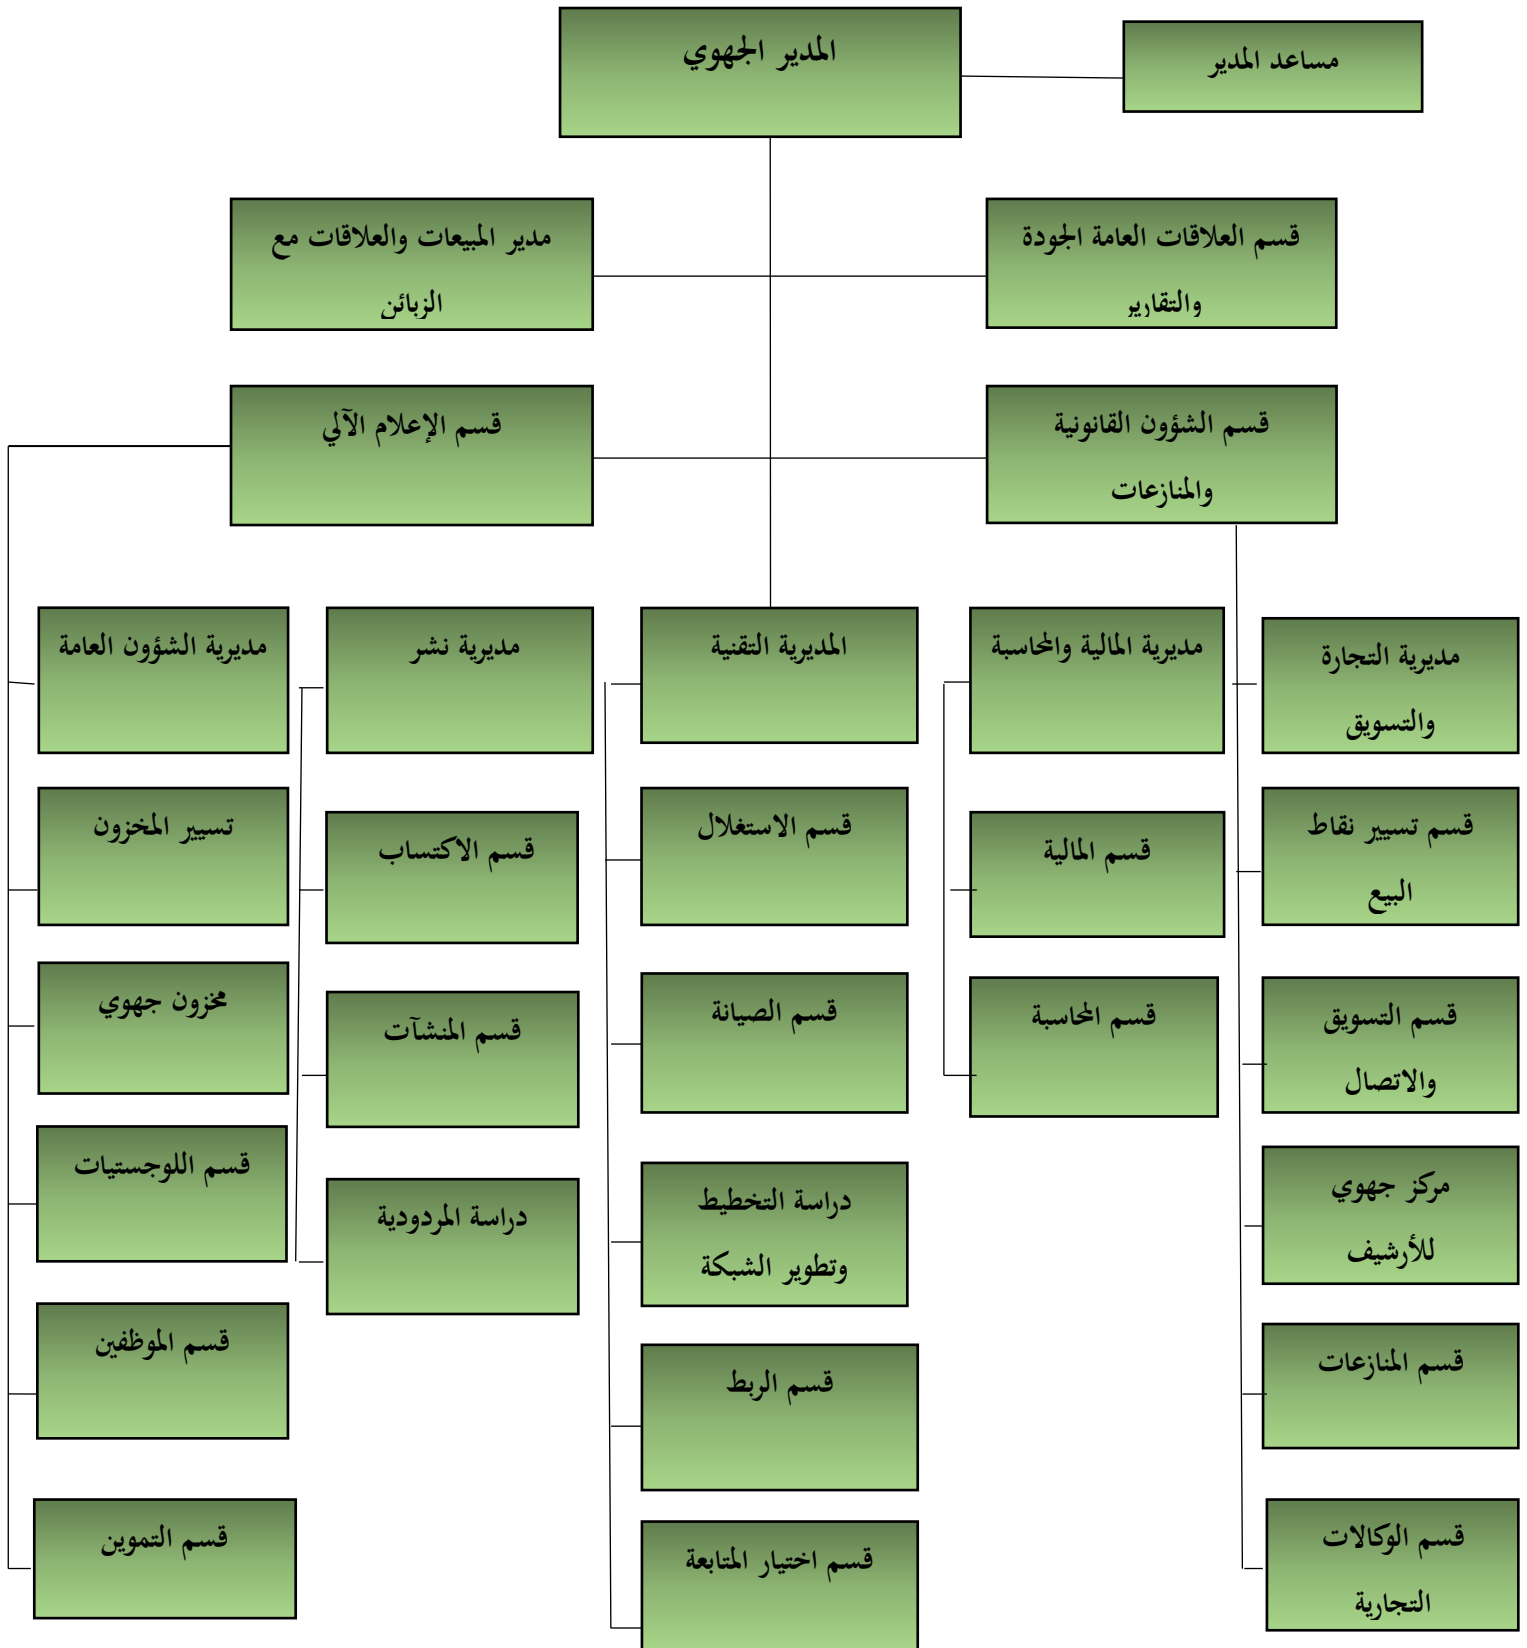 المدير الجهوي
مساعد المدير
قسم العلاقات العامة الجودة
والتقارير
مدير المبيعات والعلاقات مع
الزبائن
قسم الشؤون القانونية
والمنازعات
قسم الإعلام الآلي
مديرية التجارة
والتسويق
قسم تسيير نقاط
البيع
قسم التسويق
والاتصال
مركز جهوي
للأرشيف
قسم المنازعات
قسم الوكالات
التجارية
مديرية المالية والمحاسبة
قسم المالية
قسم المحاسبة
المديرية التقنية
قسم الاستغلال
قسم الصيانة
دراسة التخطيط
وتطوير الشبكة
قسم الربط
قسم اختيار المتابعة
مديرية نشر
قسم الاكتساب
قسم المنشآت
دراسة المردودية
مديرية الشؤون العامة
تسيير المخزون
مخزون جهوي
قسم اللوجستيات
قسم الموظفين
قسم التموين